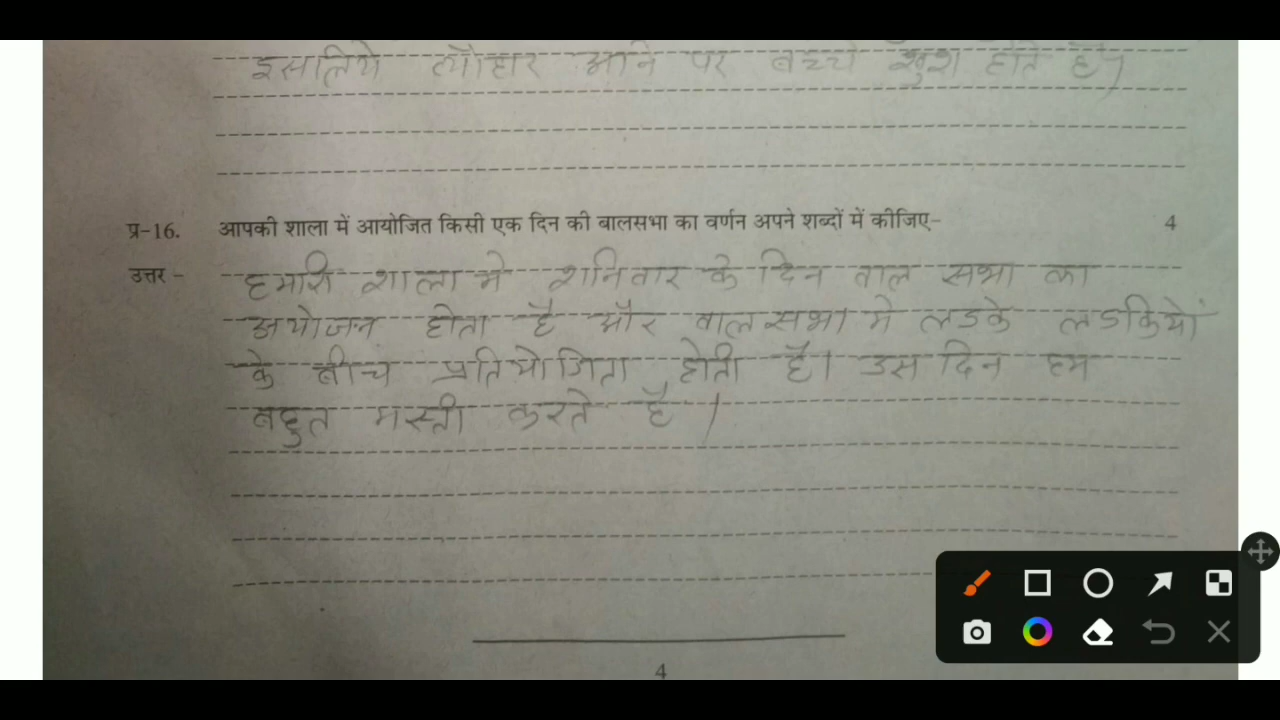 इसलिये त्यौहार आने पर बच्चे खुश होते है।
प्र-16. आपकी शाला में आयोजित किसी एक दिन की बालसभा का वर्णन अपने शब्दों में कीजिए- 4
उत्तर - हमारी शाला मे शनिवार के दिन बाल सभा का
अयोजन होता है और बाल सभा मे लडके लडकियों
के बीच प्रतियोगिता होती है। उस दिन हम
बहुत मस्ती करते है।
4